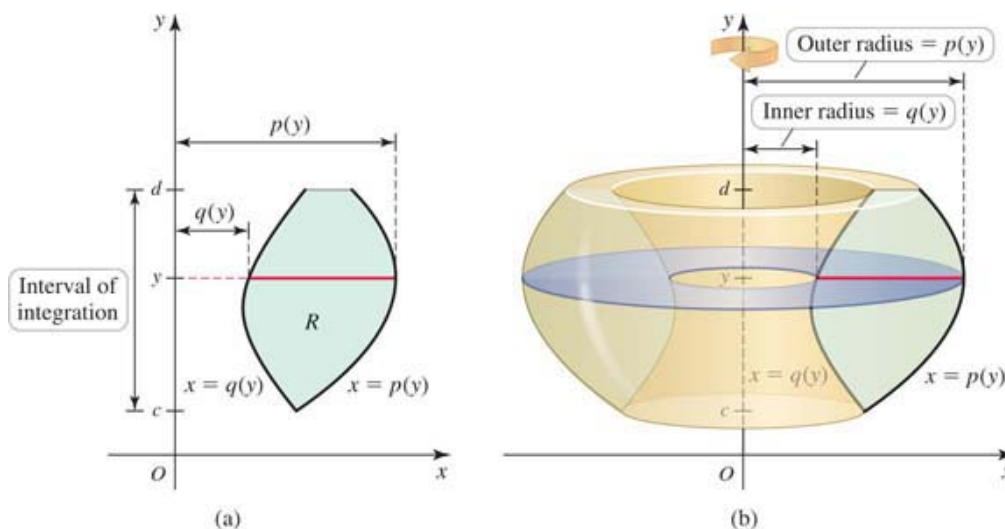 y
p(y)
d
q(y)
Interval of
integration
y
R
x = q(y)
x = p(y)
c
O
x
(a)
y
Outer radius = p(y)
Inner radius = q(y)
d
y
x = q(y)
x = p(y)
c
O
x
(b)